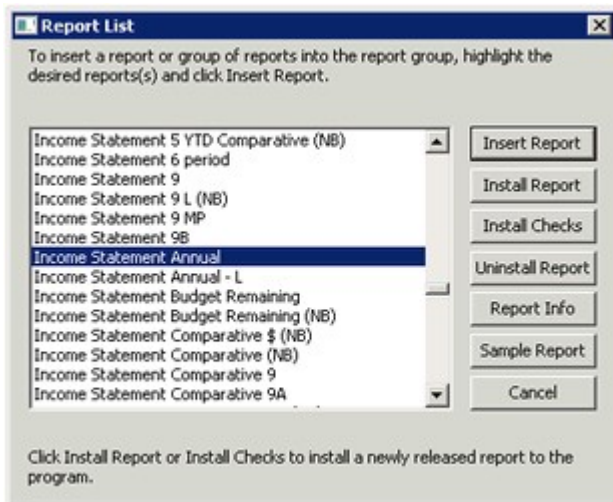 Report List
To insert a report or group of reports into the report group, highlight the
desired reports(s) and click Insert Report.
Income Statement 5 YTD Comparative (NB)
Income Statement 6 period
Income Statement 9
Income Statement 9 L (NB)
Income Statement 9 MP
Income Statement 9B
Income Statement Annual
Income Statement Annual - L
Income Statement Budget Remaining
Income Statement Budget Remaining (NB)
Income Statement Comparative $ (NB)
Income Statement Comparative (NB)
Income Statement Comparative 9
Income Statement Comparative 9A
Insert Report
Install Report
Install Checks
Uninstall Report
Report Info
Sample Report
Cancel
Click Install Report or Install Checks to install a newly released report to the
program.